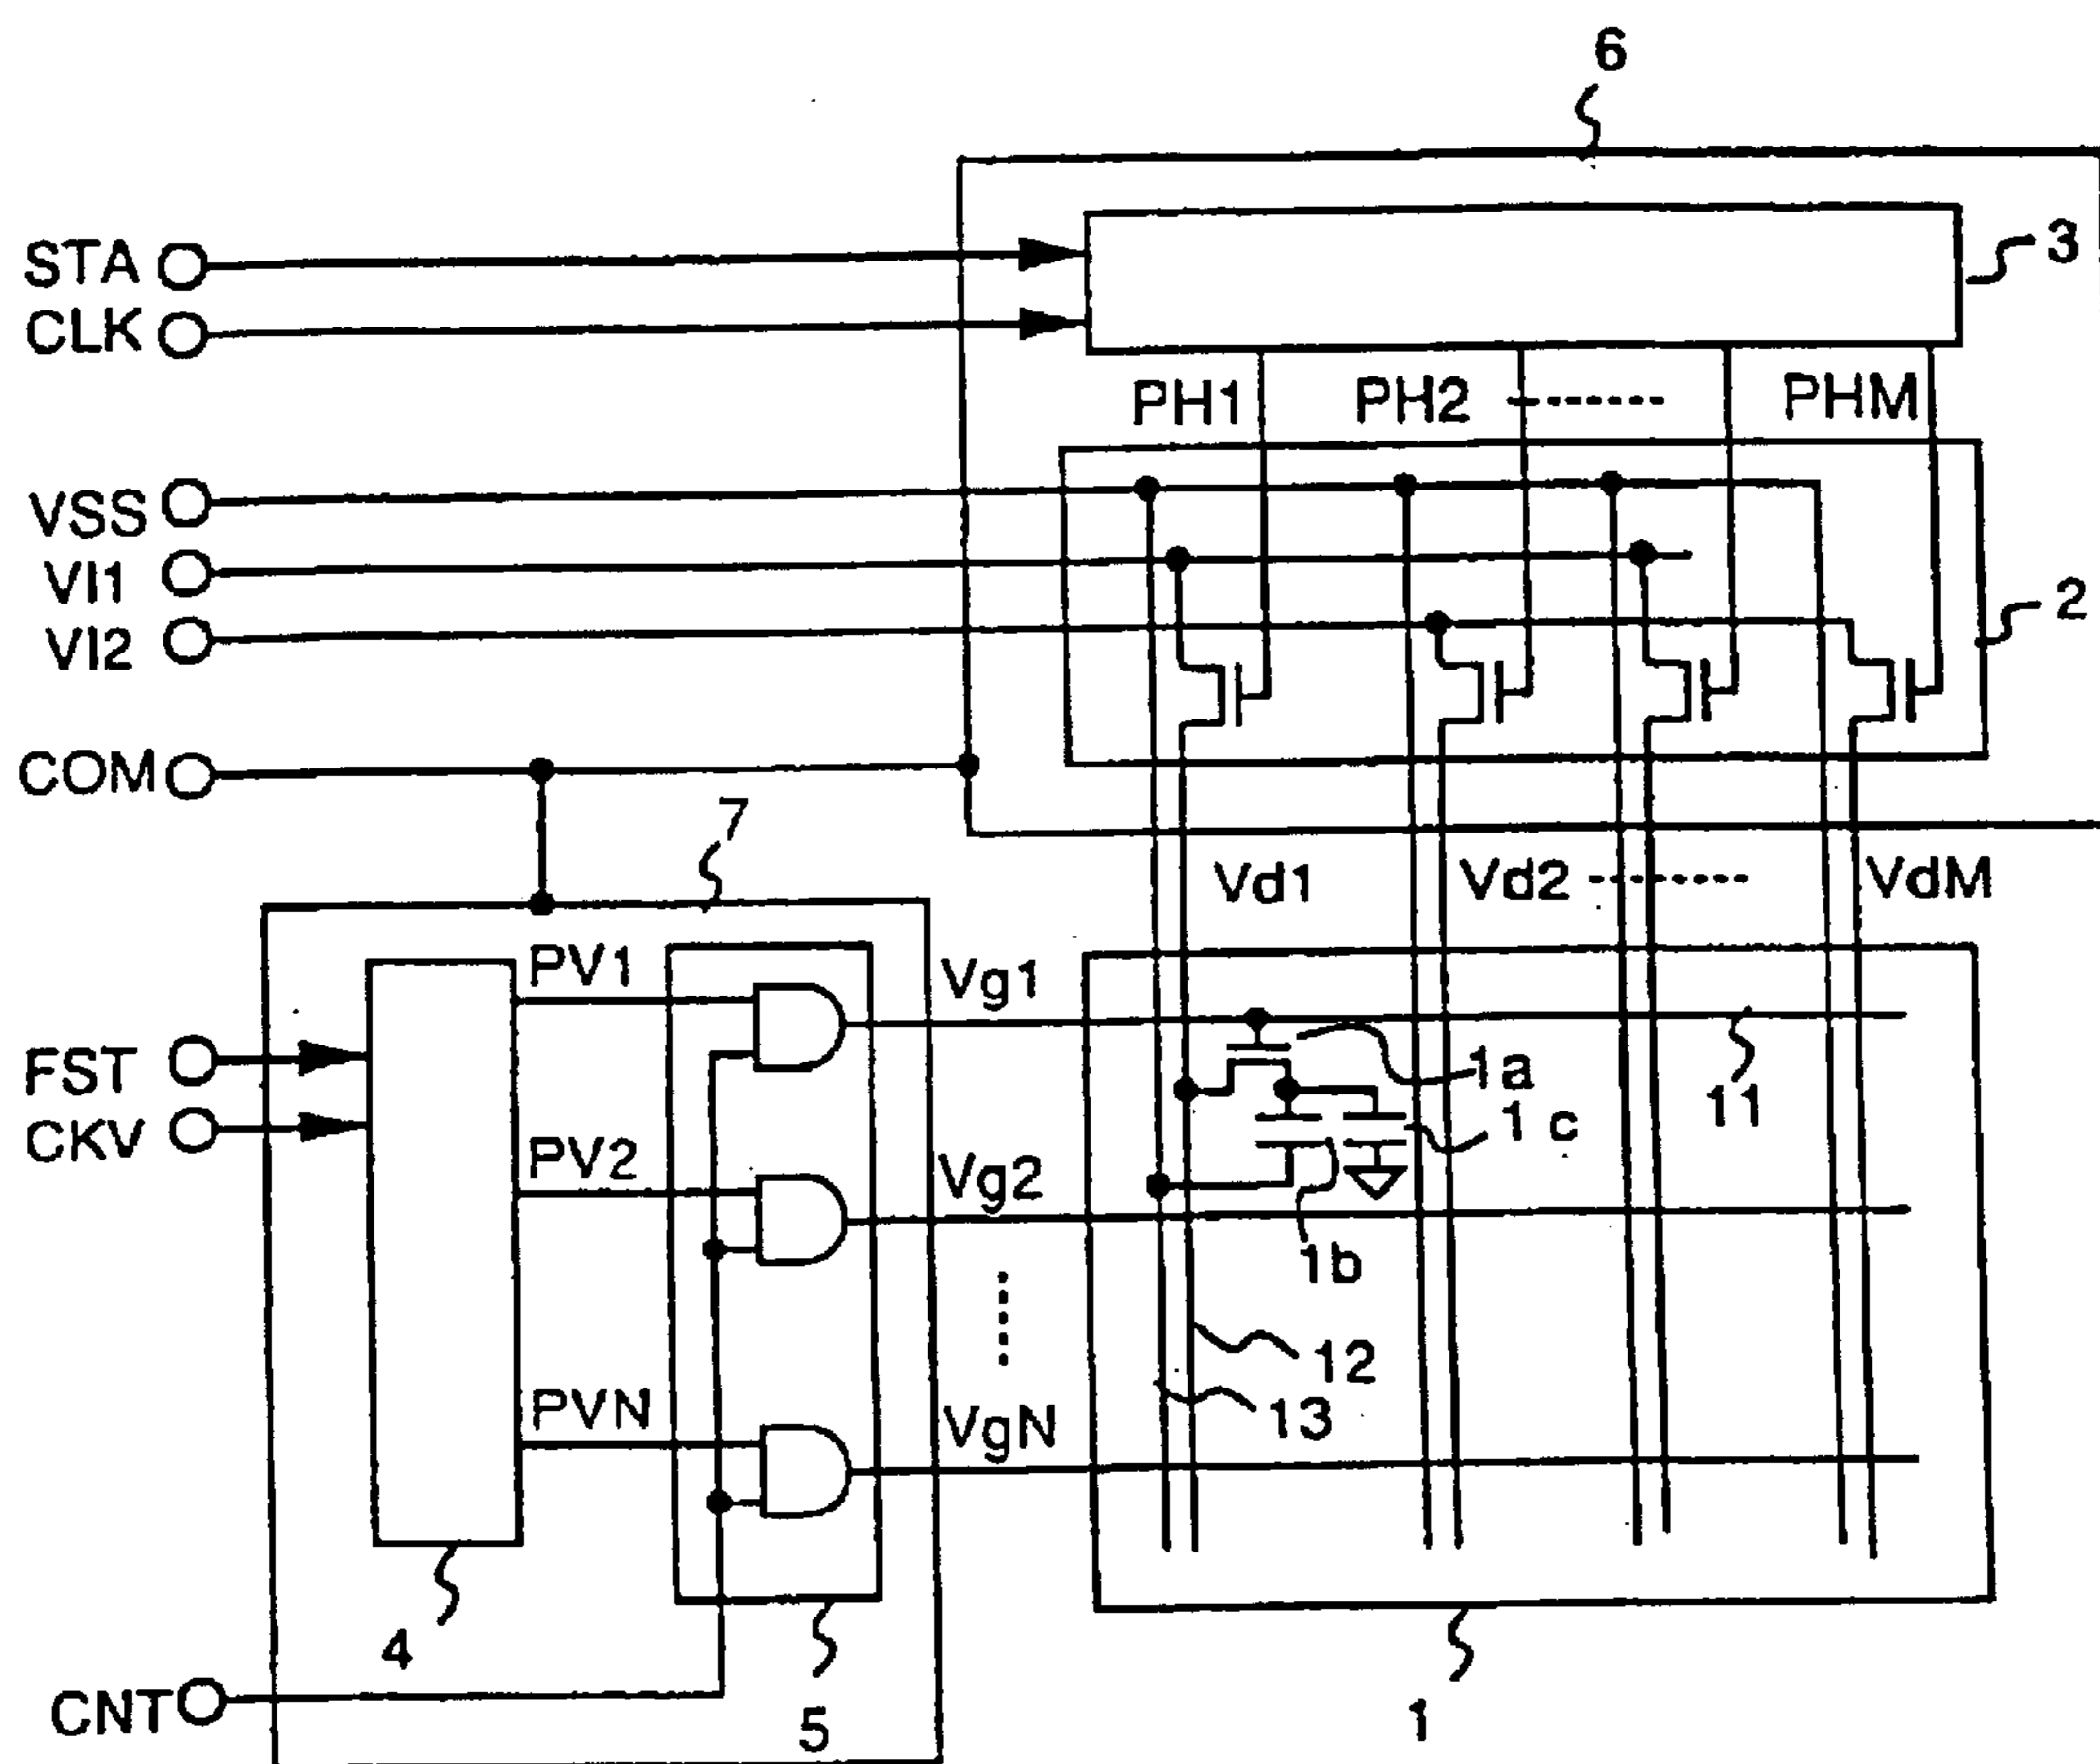 6
STA
3
CLK
PH1 PH2 -------- PHM
VSS
VI1
2
VI2
COM
7
Vd1 Vd2 -------- VdM
PV1
Vg1
FST
1a
11
1c
CKV
PV2
Vg2
1b
12
PVN
13
VgN
4
CNT
5
1